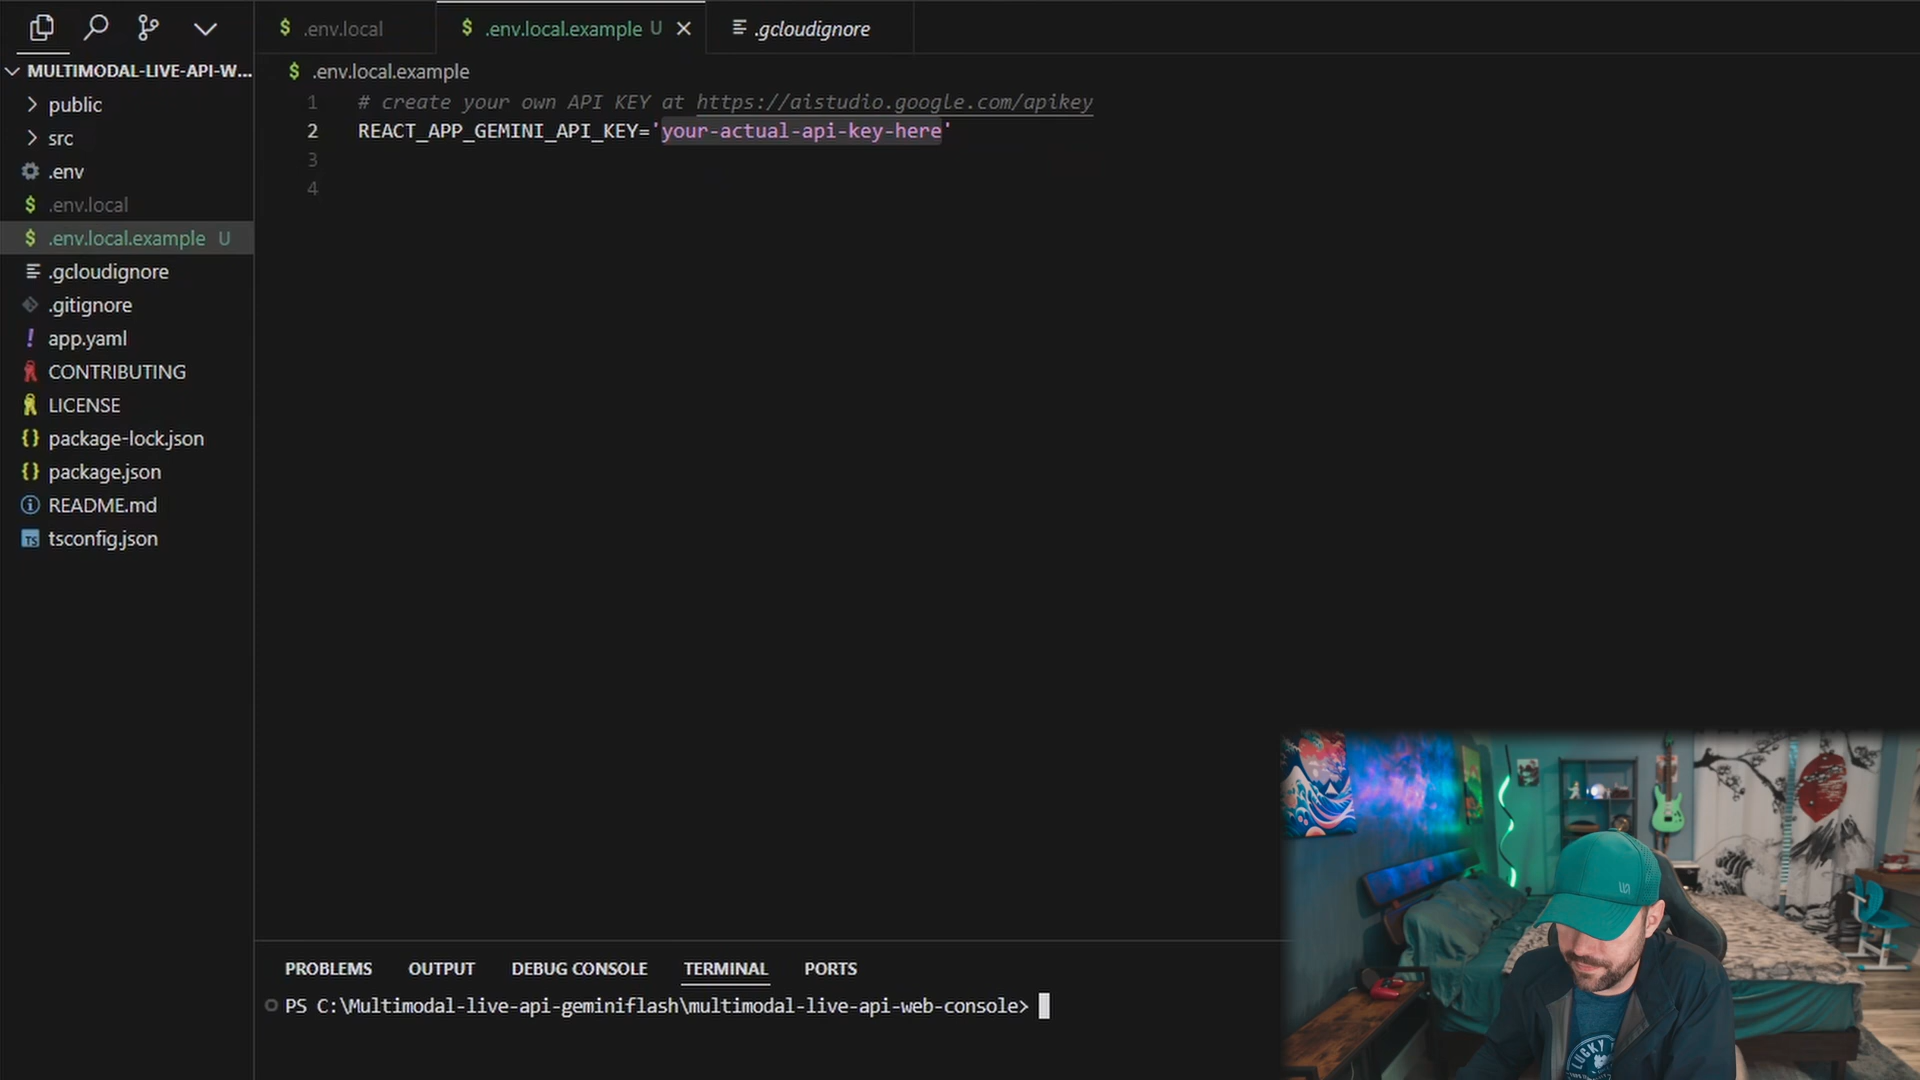 .env.local
.env.local.example U
.gcloudignore
MULTIMODAL-LIVE-API-W...
public
src
.env
.env.local
.env.local.example U
.gcloudignore
.gitignore
app.yaml
CONTRIBUTING
LICENSE
package-lock.json
package.json
README.md
tsconfig.json
.env.local.example
1 # create your own API KEY at https://aistudio.google.com/apikey
2 REACT_APP_GEMINI_API_KEY='your-actual-api-key-here'
3
4
PROBLEMS OUTPUT DEBUG CONSOLE TERMINAL PORTS
PS C:\Multimodal-live-api-geminiflash\multimodal-live-api-web-console>
LUCKY